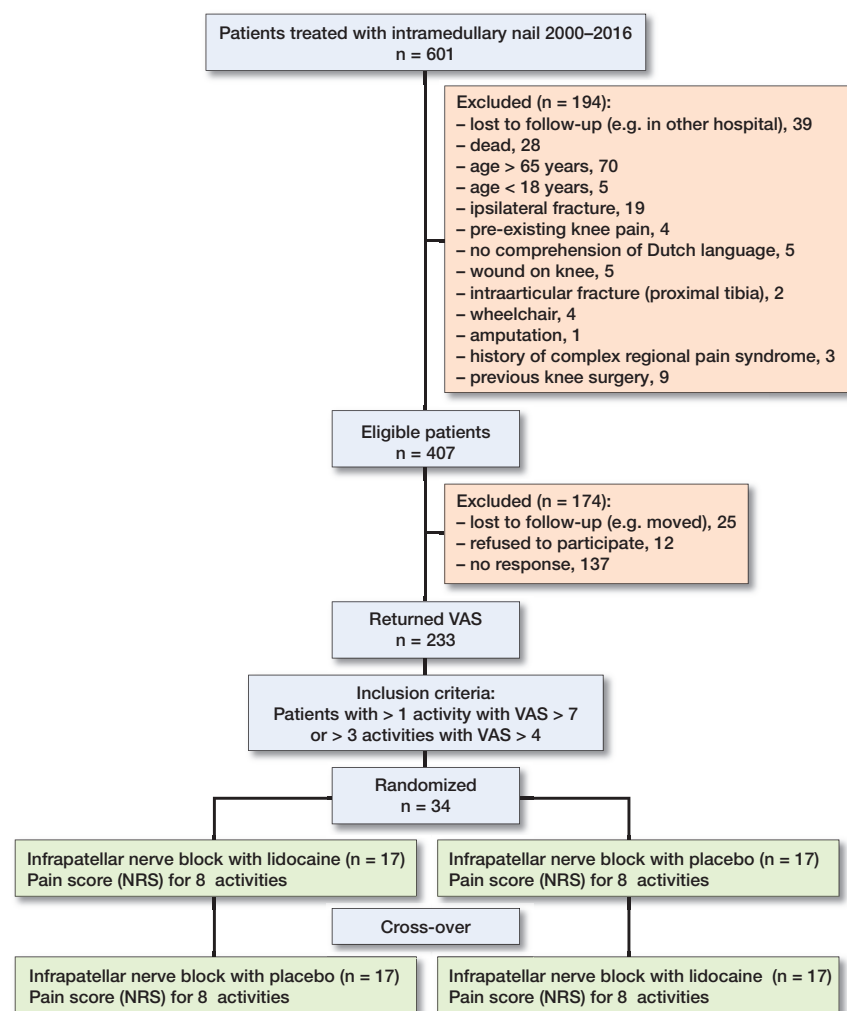 Patients treated with intramedullary nail 2000–2016
n = 601
Excluded (n = 194):
– lost to follow-up (e.g. in other hospital), 39
– dead, 28
– age > 65 years, 70
– age < 18 years, 5
– ipsilateral fracture, 19
– pre-existing knee pain, 4
– no comprehension of Dutch language, 5
– wound on knee, 5
– intraarticular fracture (proximal tibia), 2
– wheelchair, 4
– amputation, 1
– history of complex regional pain syndrome, 3
– previous knee surgery, 9
Eligible patients
n = 407
Excluded (n = 174):
– lost to follow-up (e.g. moved), 25
– refused to participate, 12
– no response, 137
Returned VAS
n = 233
Inclusion criteria:
Patients with > 1 activity with VAS > 7
or > 3 activities with VAS > 4
Randomized
n = 34
Infrapatellar nerve block with lidocaine (n = 17)
Pain score (NRS) for 8 activities
Infrapatellar nerve block with placebo (n = 17)
Pain score (NRS) for 8 activities
Cross-over
Infrapatellar nerve block with placebo (n = 17)
Pain score (NRS) for 8 activities
Infrapatellar nerve block with lidocaine (n = 17)
Pain score (NRS) for 8 activities